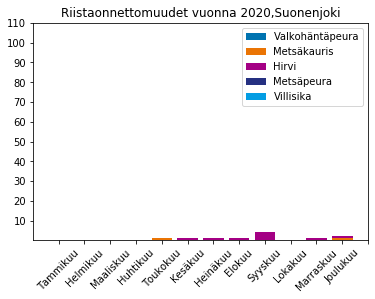 Riistaonnettomuudet vuonna 2020,Suonenjoki
110
100
90
80
70
60
50
40
30
20
10
Valkohäntäpeura
Metsäkauris
Hirvi
Metsäpeura
Villisika
Tammikuu
Helmikuu
Maaliskuu
Huhtikuu
Toukokuu
Kesäkuu
Heinäkuu
Elokuu
Syyskuu
Lokakuu
Marraskuu
Joulukuu